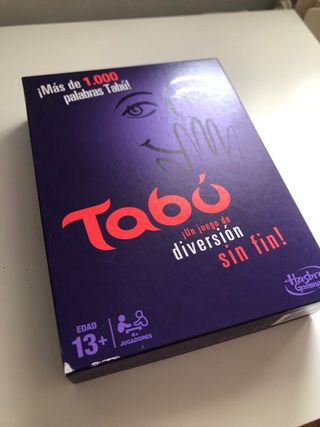 ¡Más de 1.000
palabras Tabú!
Tabú
¡Un juego de
diversión
sin fin!
EDAD
13+
4+
JUGADORES
Hasbro
Gaming